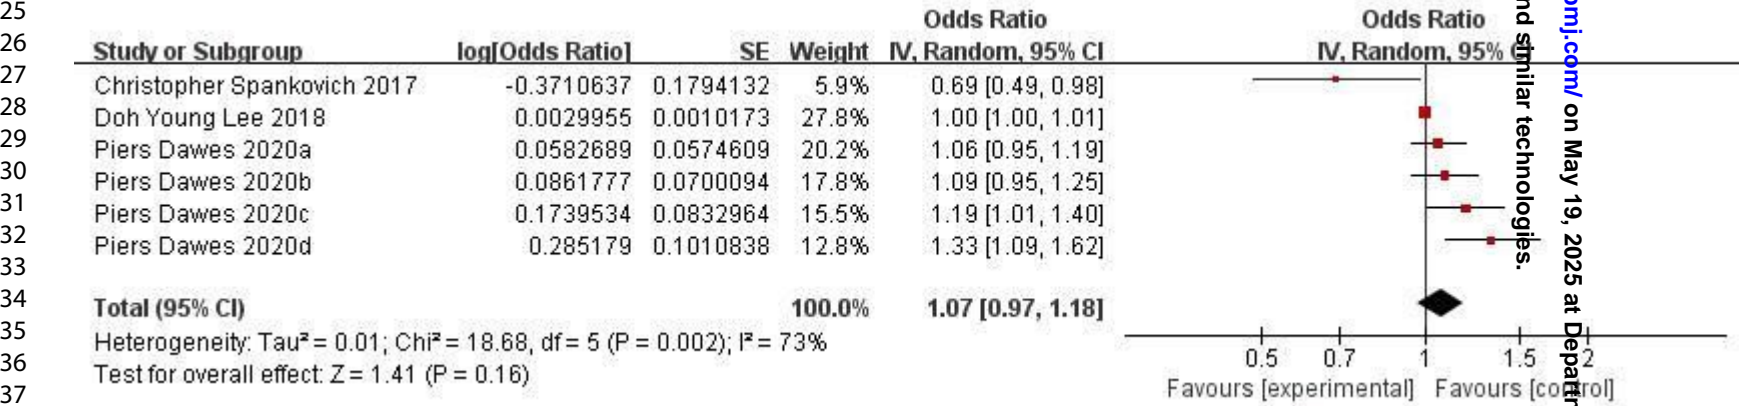 25
26
27
28
29
30
31
32
33
34
35
36
37
Odds Ratio Odds Ratio
Study or Subgroup log[Odds Ratio] SE Weight IV, Random, 95% CI IV, Random, 95% CI
Christopher Spankovich 2017 -0.3710637 0.1794132 5.9% 0.69 [0.49, 0.98]
Doh Young Lee 2018 0.0029955 0.0010173 27.8% 1.00 [1.00, 1.01]
Piers Dawes 2020a 0.0582689 0.0574609 20.2% 1.06 [0.95, 1.19]
Piers Dawes 2020b 0.0861777 0.0700094 17.8% 1.09 [0.95, 1.25]
Piers Dawes 2020c 0.1739534 0.0832964 15.5% 1.19 [1.01, 1.40]
Piers Dawes 2020d 0.285179 0.1010838 12.8% 1.33 [1.09, 1.62]
Total (95% CI) 100.0% 1.07 [0.97, 1.18]
Heterogeneity: Tau² = 0.01; Chi² = 18.68, df = 5 (P = 0.002); I² = 73%
Test for overall effect: Z = 1.41 (P = 0.16)
0.5 0.7 1 1.5 2
Favours [experimental] Favours [control]
similar technologies.
on May 19, 2025 at